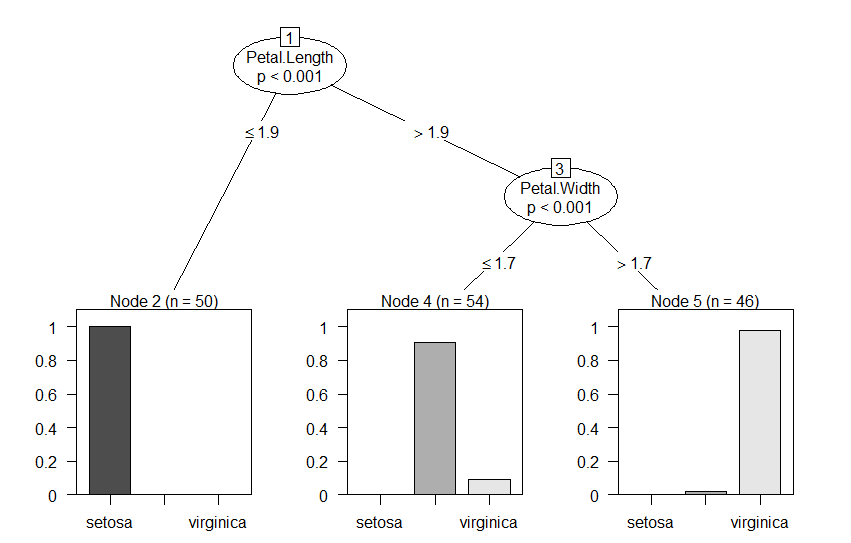 1
Petal.Length
p < 0.001
≤ 1.9
> 1.9
3
Petal.Width
p < 0.001
≤ 1.7
> 1.7
Node 2 (n = 50)
1
0.8
0.6
0.4
0.2
0
setosa
virginica
Node 4 (n = 54)
1
0.8
0.6
0.4
0.2
0
setosa
virginica
Node 5 (n = 46)
1
0.8
0.6
0.4
0.2
0
setosa
virginica